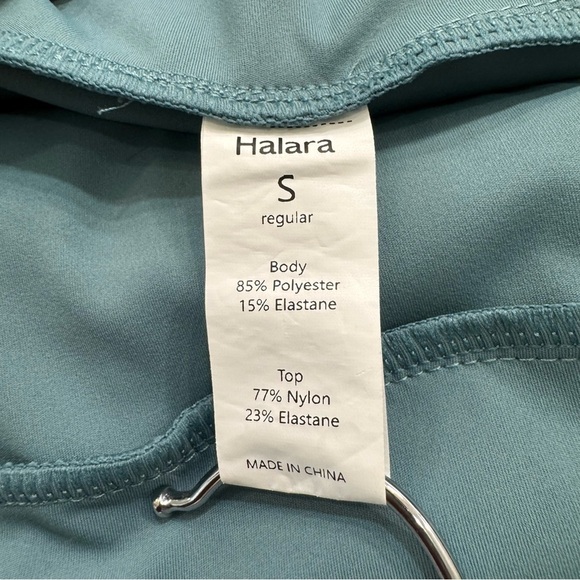 Halara
S
regular
Body
85% Polyester
15% Elastane
Top
77% Nylon
23% Elastane
MADE IN CHINA